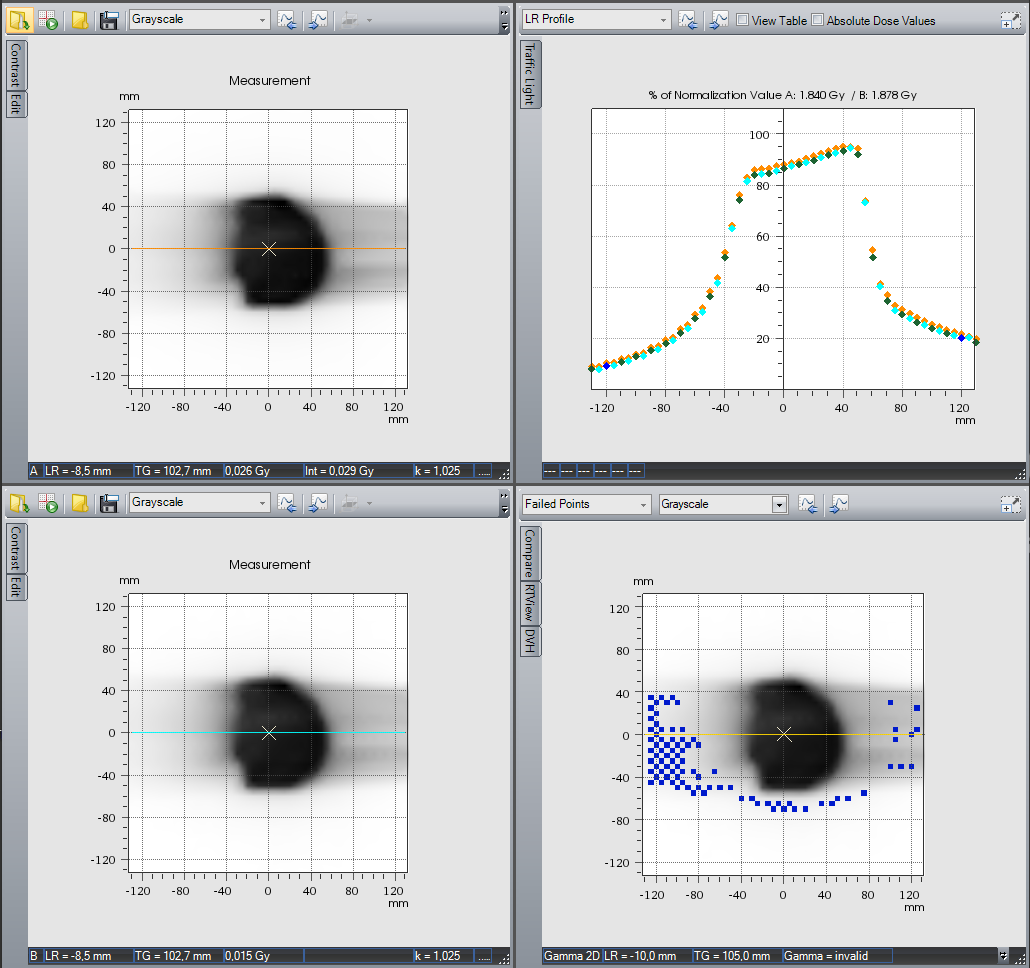 Grayscale
Contrast
Edit
Measurement
mm
120
80
40
0
-40
-80
-120
-120 -80 -40 0 40 80 120
mm
A LR = -8,5 mm TG = 102,7 mm 0,026 Gy Int = 0,029 Gy k = 1,025 .....
LR Profile View Table Absolute Dose Values
Traffic Light
% of Normalization Value A: 1.840 Gy / B: 1.878 Gy
100
80
60
40
20
-120 -80 -40 0 40 80 120
mm
--- --- --- --- --- ---
Grayscale
Contrast
Edit
Measurement
mm
120
80
40
0
-40
-80
-120
-120 -80 -40 0 40 80 120
mm
B LR = -8,5 mm TG = 102,7 mm 0,015 Gy k = 1,025 .....
Failed Points Grayscale
Compare
RTView
DVH
mm
120
80
40
0
-40
-80
-120
-120 -80 -40 0 40 80 120
mm
Gamma 2D LR = -10,0 mm TG = 105,0 mm Gamma = invalid